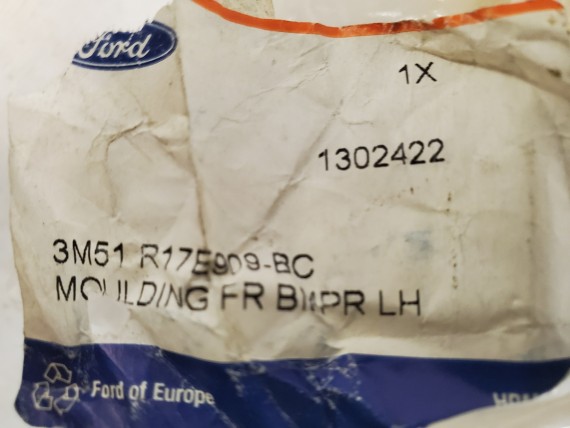 Ford
1X
1302422
3M51 R17E909-BC
MOULDING FR BMPR LH
Ford of Europe